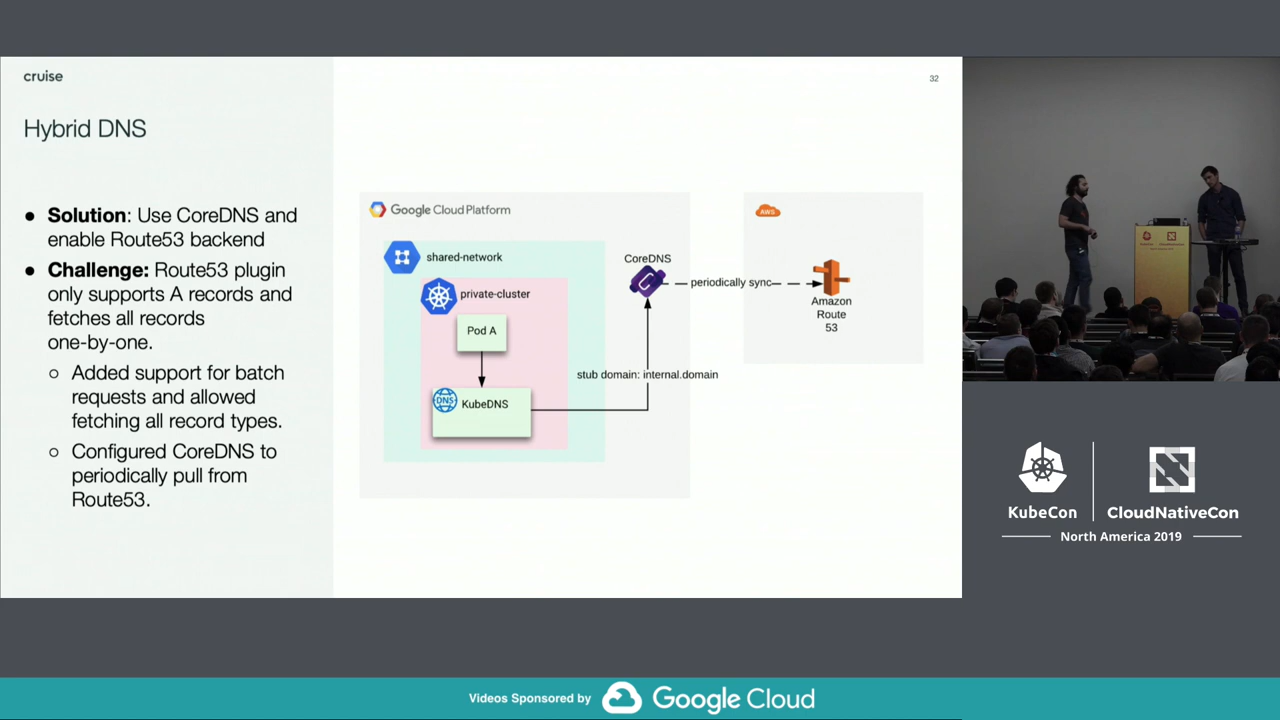 cruise
32
Hybrid DNS
● Solution: Use CoreDNS and
enable Route53 backend
● Challenge: Route53 plugin
only supports A records and
fetches all records
one-by-one.
○ Added support for batch
requests and allowed
fetching all record types.
○ Configured CoreDNS to
periodically pull from
Route53.
Google Cloud Platform
shared-network
private-cluster
Pod A
DNS
KubeDNS
CoreDNS
periodically sync
stub domain: internal.domain
AWS
Amazon
Route
53
KubeCon
CloudNativeCon
North America 2019
Videos Sponsored by
Google Cloud